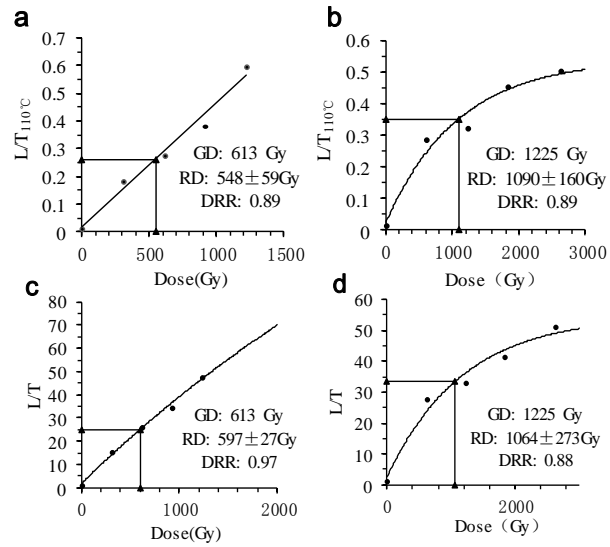 a
0.8
0.7
0.6
0.5
0.4
0.3
0.2
0.1
0
L/T110℃
GD: 613 Gy
RD: 548±59Gy
DRR: 0.89
0 500 1000 1500
Dose(Gy)
b
0.6
0.5
0.4
0.3
0.2
0.1
0
L/T110℃
GD: 1225 Gy
RD: 1090±160Gy
DRR: 0.89
0 1000 2000 3000
Dose（Gy）
c
80
70
60
50
40
30
20
10
0
L/T
GD: 613 Gy
RD: 597±27Gy
DRR: 0.97
0 1000 2000
Dose(Gy)
d
60
50
40
30
20
10
0
L/T
GD: 1225 Gy
RD: 1064±273Gy
DRR: 0.88
0 2000
Dose（Gy）